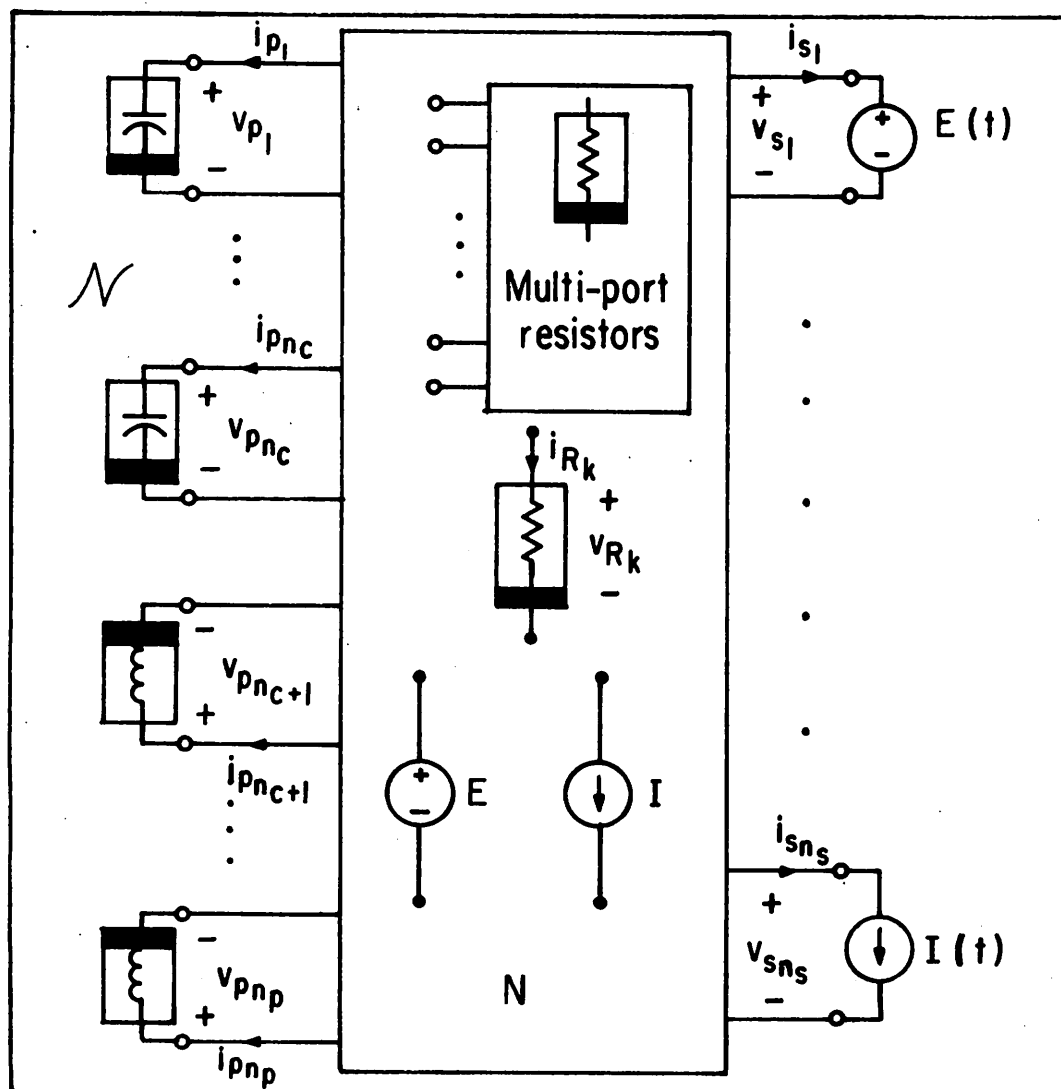 i_{p_1}
+
v_{p_1}
−
𝒩
i_{p_{n_c}}
+
v_{p_{n_c}}
−
−
v_{p_{n_{c+1}}}
+
i_{p_{n_{c+1}}}
−
v_{p_{n_p}}
+
i_{p_{n_p}}
Multi-port
resistors
i_{R_k}
+
v_{R_k}
−
+
−
E
I
N
i_{s_1}
+
v_{s_1}
−
+
−
E(t)
i_{s_{n_s}}
+
v_{s_{n_s}}
−
I(t)